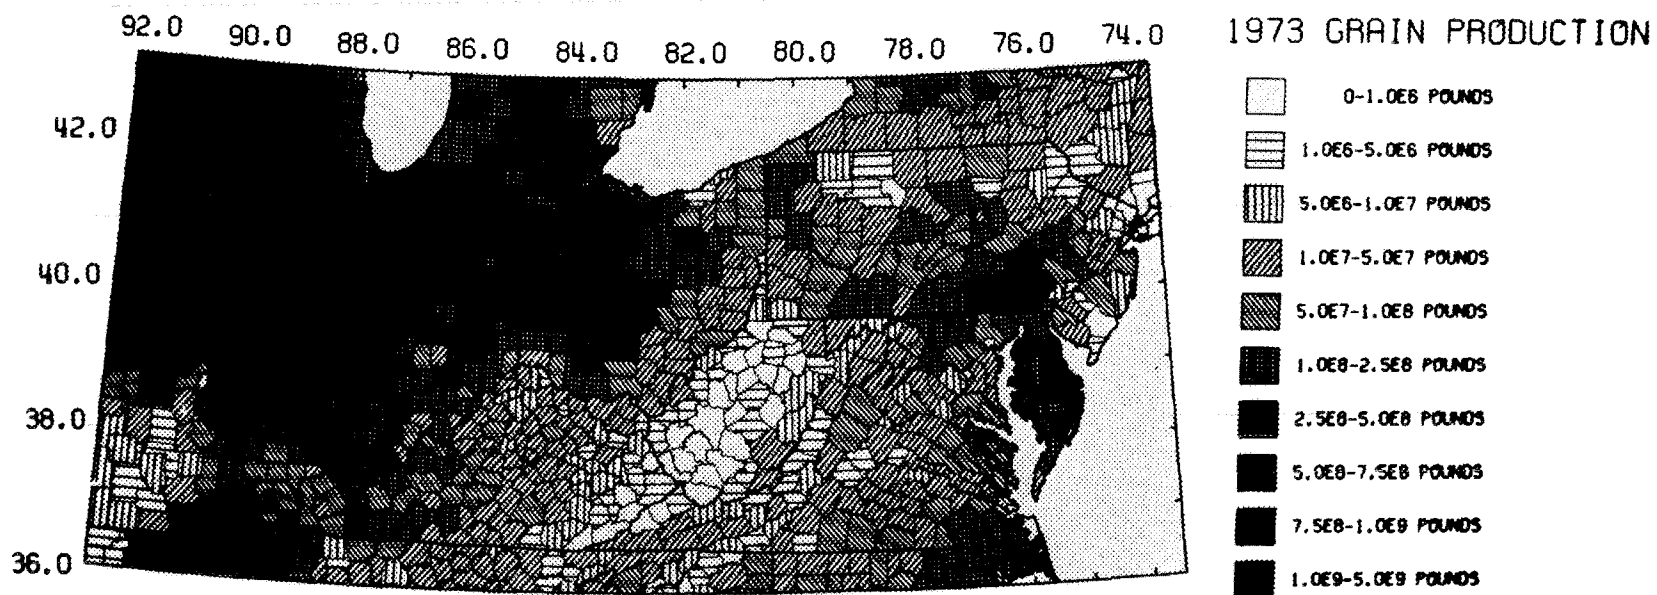 92.0 90.0 88.0 86.0 84.0 82.0 80.0 78.0 76.0 74.0
1973 GRAIN PRODUCTION
42.0
40.0
38.0
36.0
0-1.0E6 POUNDS
1.0E6-5.0E6 POUNDS
5.0E6-1.0E7 POUNDS
1.0E7-5.0E7 POUNDS
5.0E7-1.0E8 POUNDS
1.0E8-2.5E8 POUNDS
2.5E8-5.0E8 POUNDS
5.0E8-7.5E8 POUNDS
7.5E8-1.0E9 POUNDS
1.0E9-5.0E9 POUNDS